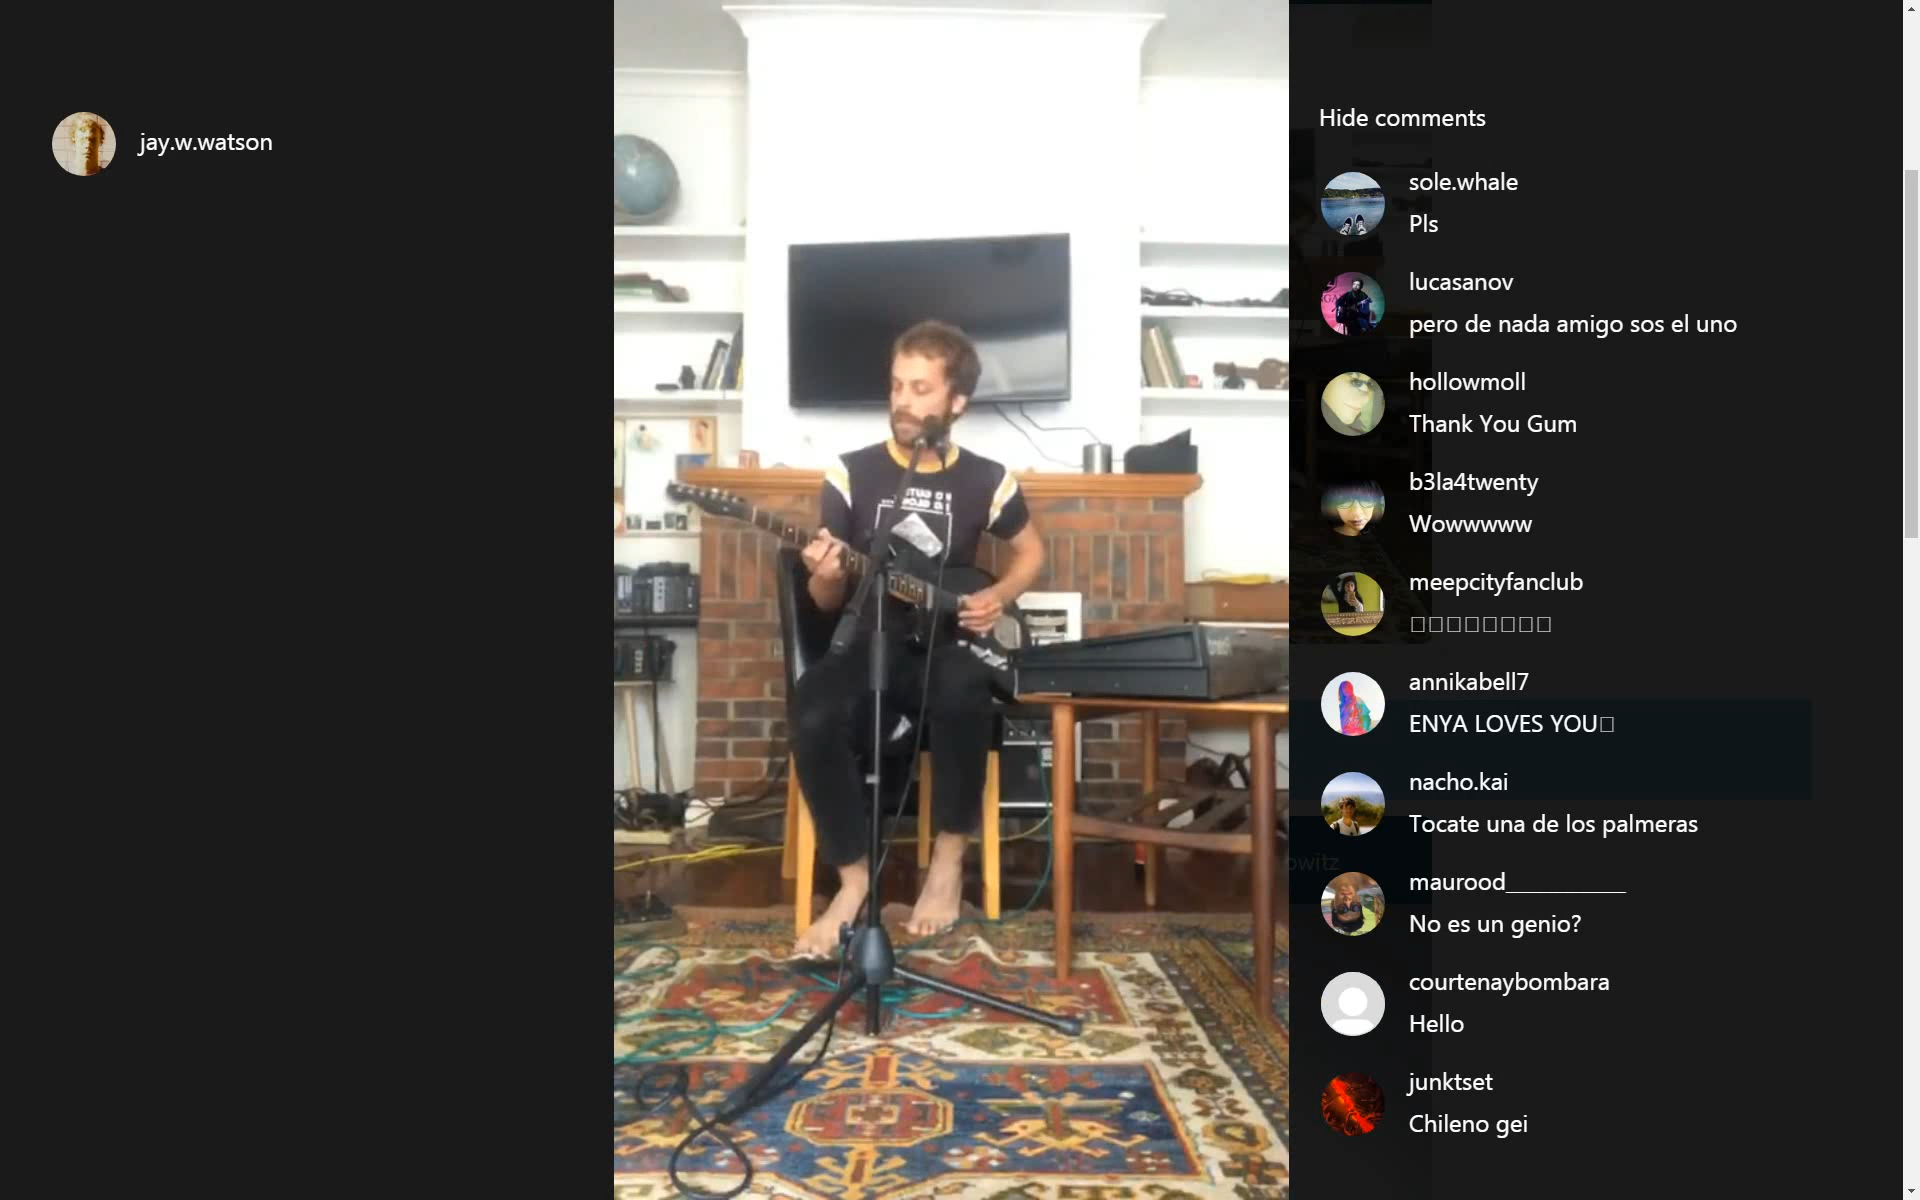 jay.w.watson
Hide comments
sole.whale
Pls
lucasanov
pero de nada amigo sos el uno
hollowmoll
Thank You Gum
b3la4twenty
Wowwwww
meepcityfanclub
annikabell7
ENYA LOVES YOU
nacho.kai
Tocate una de los palmeras
maurood__________
No es un genio?
courtenaybombara
Hello
junktset
Chileno gei